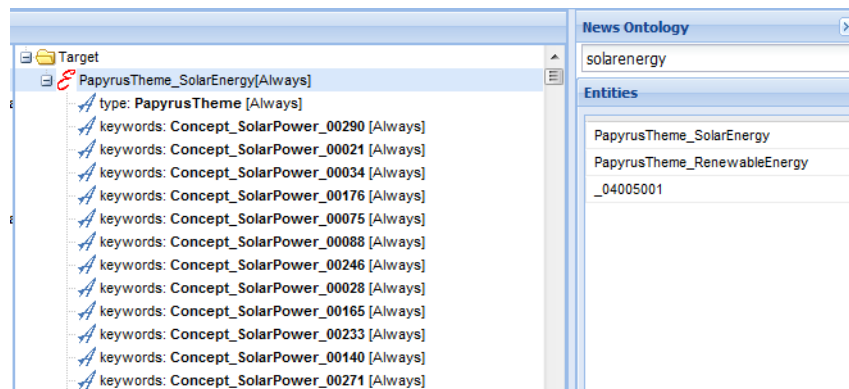 Target
PapyrusTheme_SolarEnergy[Always]
type: PapyrusTheme [Always]
keywords: Concept_SolarPower_00290 [Always]
keywords: Concept_SolarPower_00021 [Always]
keywords: Concept_SolarPower_00034 [Always]
keywords: Concept_SolarPower_00176 [Always]
keywords: Concept_SolarPower_00075 [Always]
keywords: Concept_SolarPower_00088 [Always]
keywords: Concept_SolarPower_00246 [Always]
keywords: Concept_SolarPower_00028 [Always]
keywords: Concept_SolarPower_00165 [Always]
keywords: Concept_SolarPower_00233 [Always]
keywords: Concept_SolarPower_00140 [Always]
keywords: Concept_SolarPower_00271 [Always]
News Ontology
solarenergy
Entities
PapyrusTheme_SolarEnergy
PapyrusTheme_RenewableEnergy
_04005001